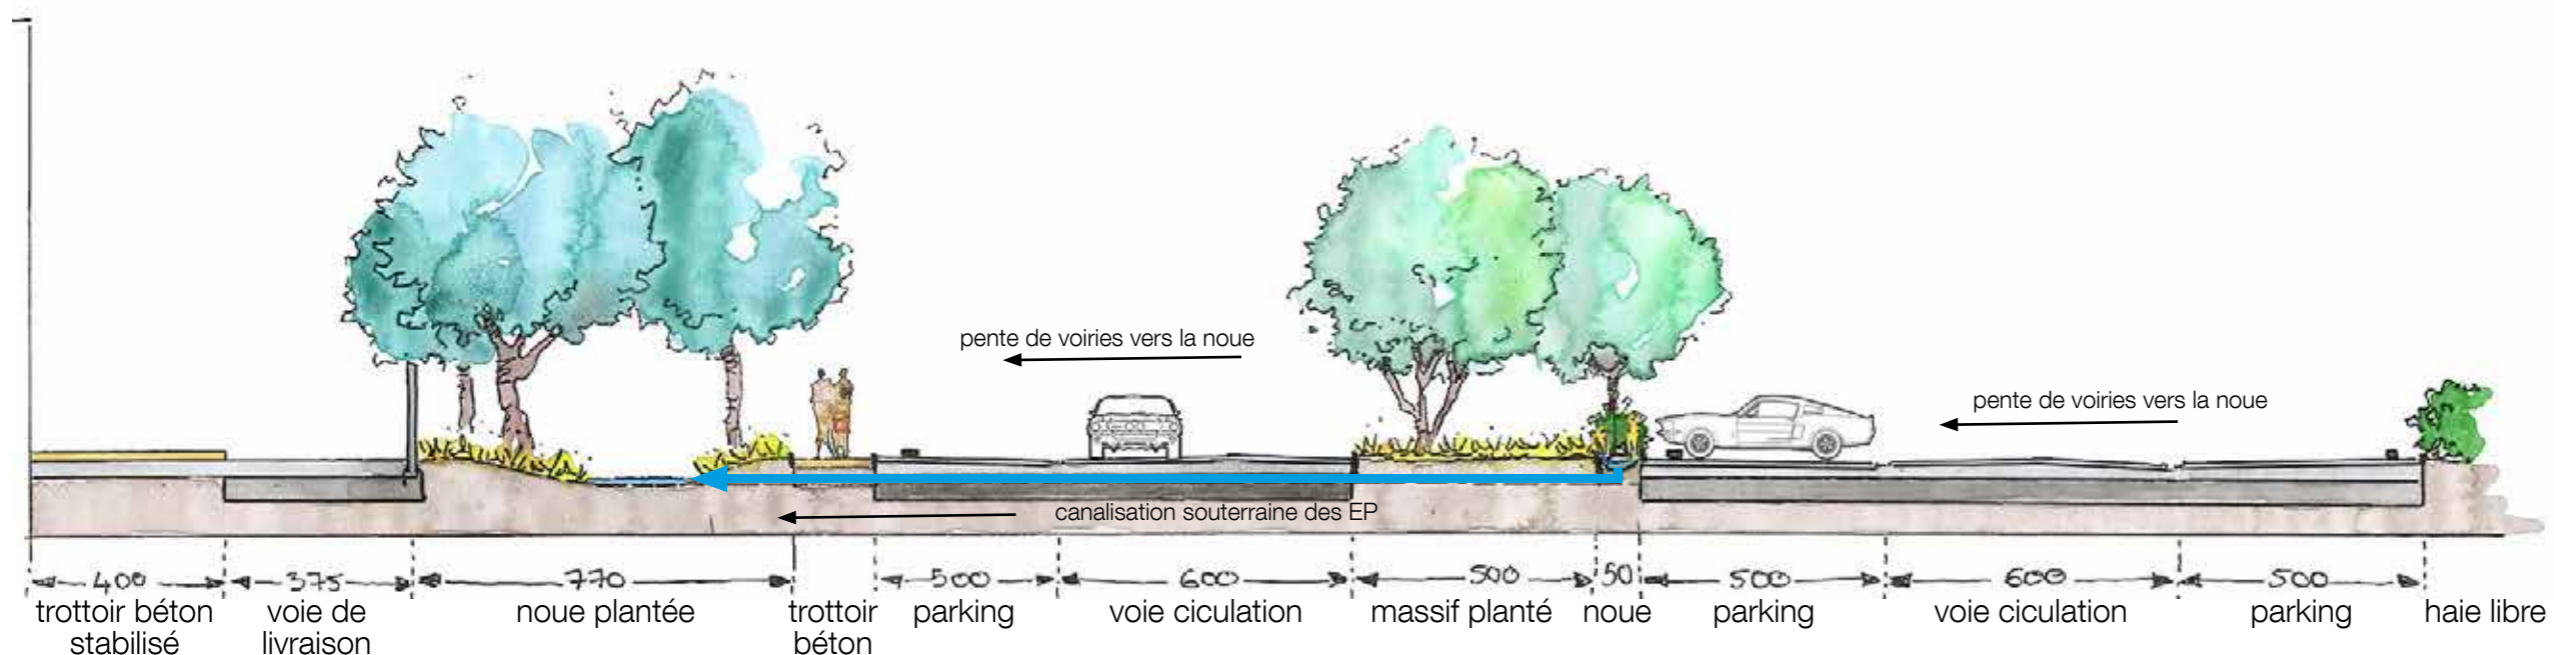 pente de voiries vers la noue
pente de voiries vers la noue
canalisation souterraine des EP
400 375 770 500 600 500 50 500 600 500
trottoir béton stabilisé
voie de livraison
noue plantée
trottoir béton
parking
voie ciculation
massif planté
noue
parking
voie ciculation
parking
haie libre